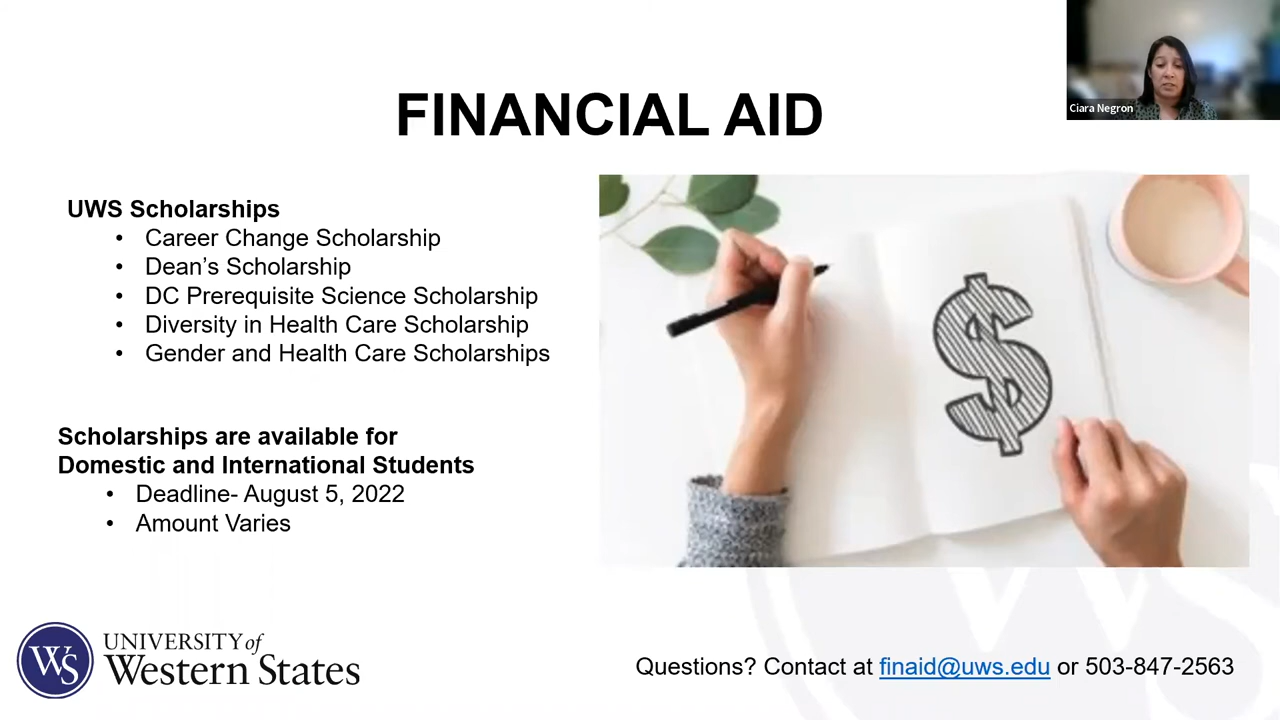 Ciara Negron
FINANCIAL AID
UWS Scholarships
• Career Change Scholarship
• Dean’s Scholarship
• DC Prerequisite Science Scholarship
• Diversity in Health Care Scholarship
• Gender and Health Care Scholarships
Scholarships are available for
Domestic and International Students
• Deadline- August 5, 2022
• Amount Varies
$
WS
UNIVERSITY of
Western States
Questions? Contact at finaid@uws.edu or 503-847-2563